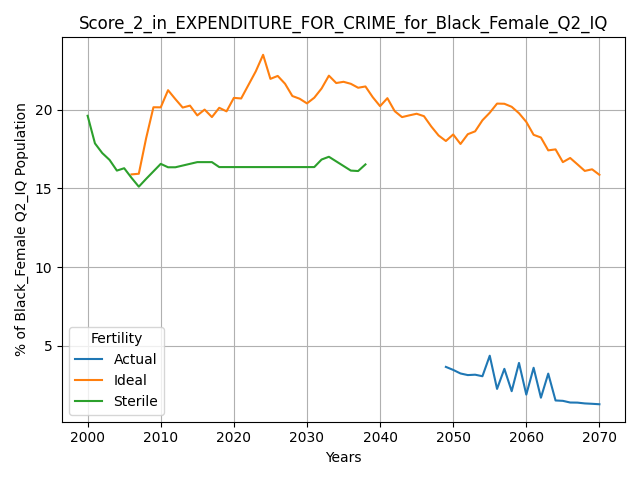 Score_2_in_EXPENDITURE_FOR_CRIME_for_Black_Female_Q2_IQ
% of Black_Female Q2_IQ Population
20
15
10
5
Fertility
Actual
Ideal
Sterile
2000 2010 2020 2030 2040 2050 2060 2070
Years